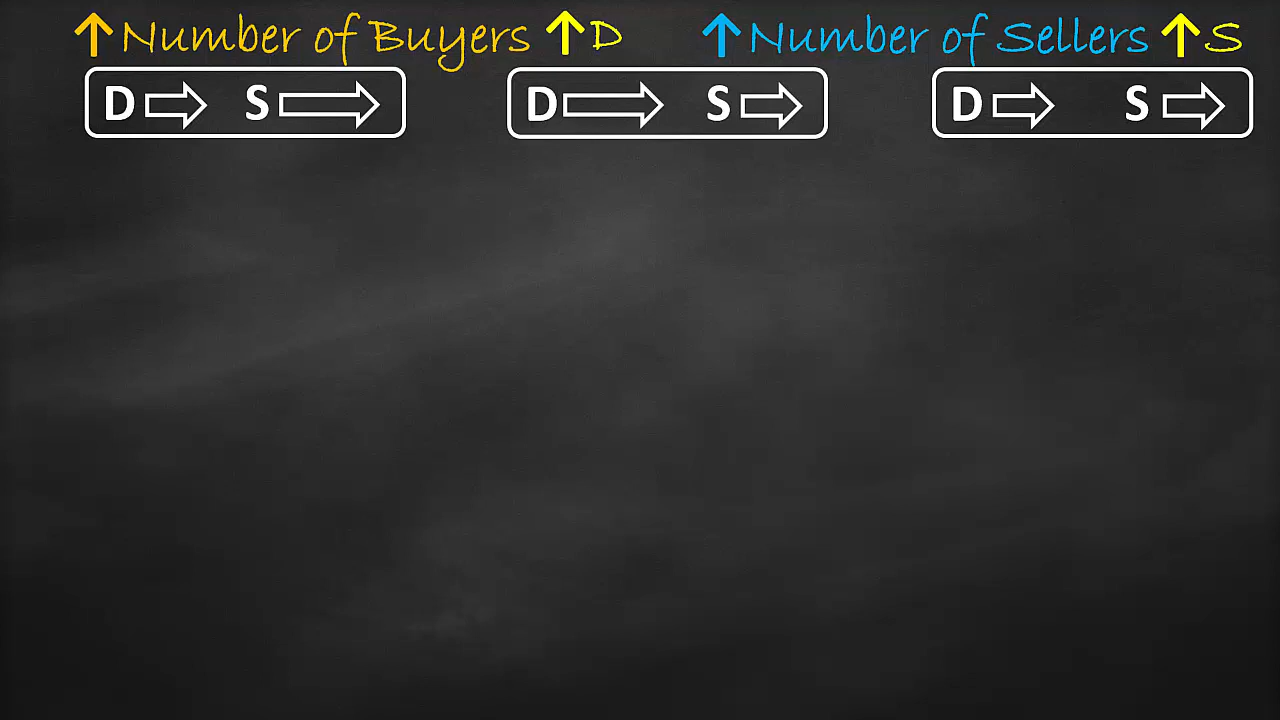 ↑Number of Buyers ↑D
↑Number of Sellers ↑S
D S
D S
D S